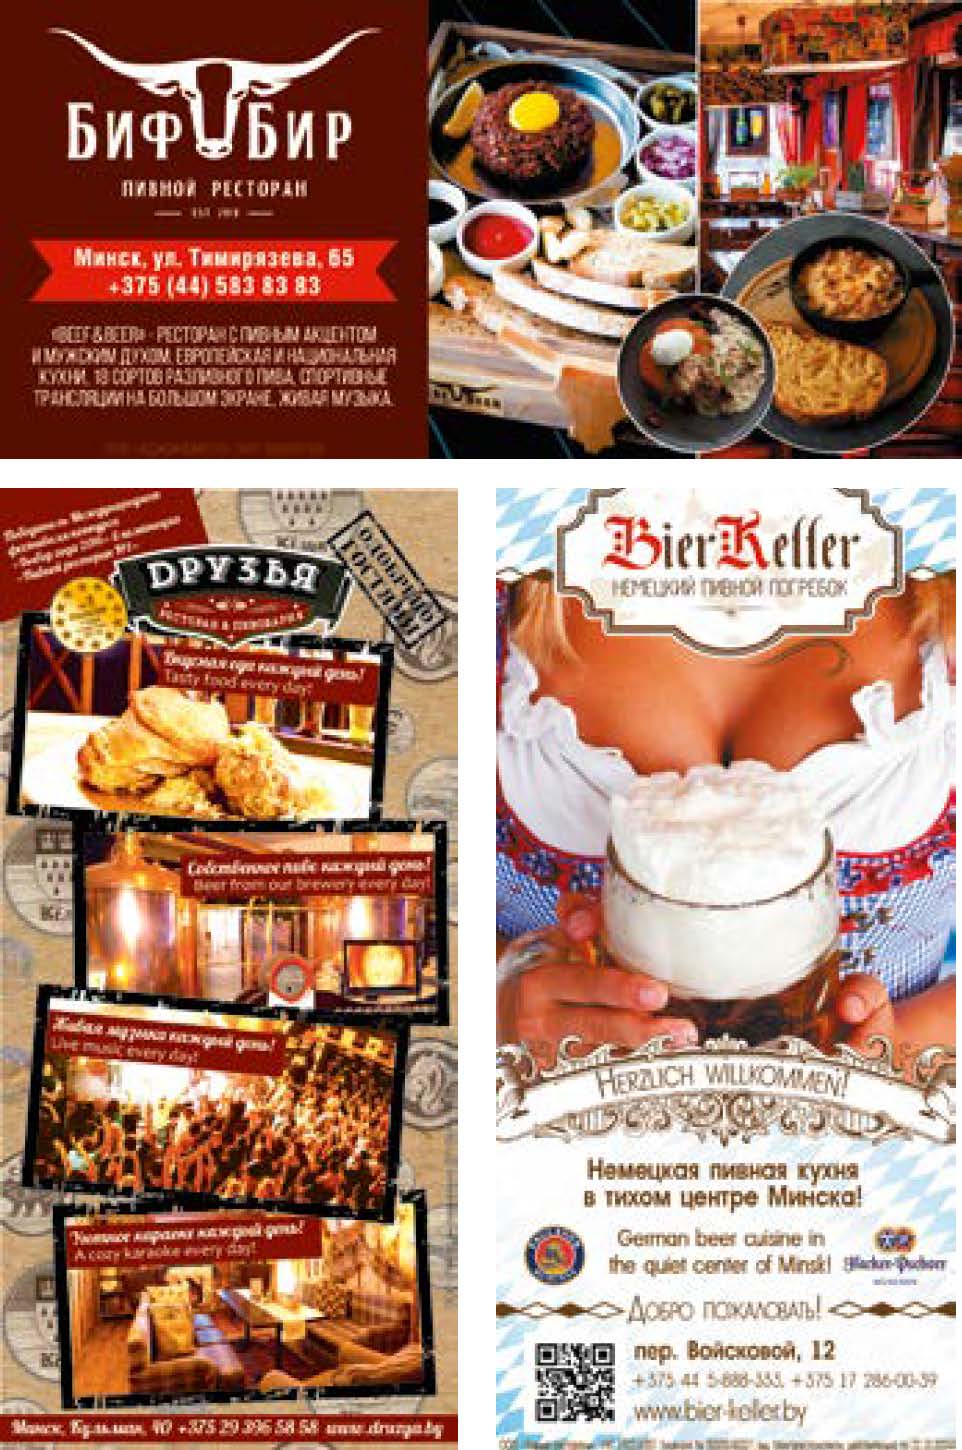 БИФ БИР
ПИВНОЙ РЕСТОРАН
Минск, ул. Тимирязева, 65
+375 (44) 583 83 83
«BEEF & BEER» - РЕСТОРАН С ПИВНЫМ АКЦЕНТОМ
И МУЖСКИМ ДУХОМ. ЕВРОПЕЙСКАЯ И НАЦИОНАЛЬНАЯ
КУХНИ. 18 СОРТОВ РАЗЛИВНОГО ПИВА. СПОРТИВНЫЕ
ТРАНСЛЯЦИИ НА БОЛЬШОМ ЭКРАНЕ. ЖИВАЯ МУЗЫКА.
ДРУЗЬЯ
РЕСТОРАН & ПИВОВАРНЯ
Вкусная еда каждый день!
Tasty food every day!
Собственное пиво каждый день!
Beer from our brewery every day!
Живая музыка каждый день!
Live music every day!
Уютное караоке каждый день!
A cozy karaoke every day!
Минск, Кульман, 40 +375 29 396 58 58 www.druzya.by
BierKeller
НЕМЕЦКИЙ ПИВНОЙ ПОГРЕБОК
HERZLICH WILLKOMMEN!
Немецкая пивная кухня
в тихом центре Минска!
German beer cuisine in
the quiet center of Minsk!
Hacker-Pschorr
ДОБРО ПОЖАЛОВАТЬ!
пер. Войсковой, 12
+375 44 5-888-333, +375 17 286-00-39
www.bier-keller.by